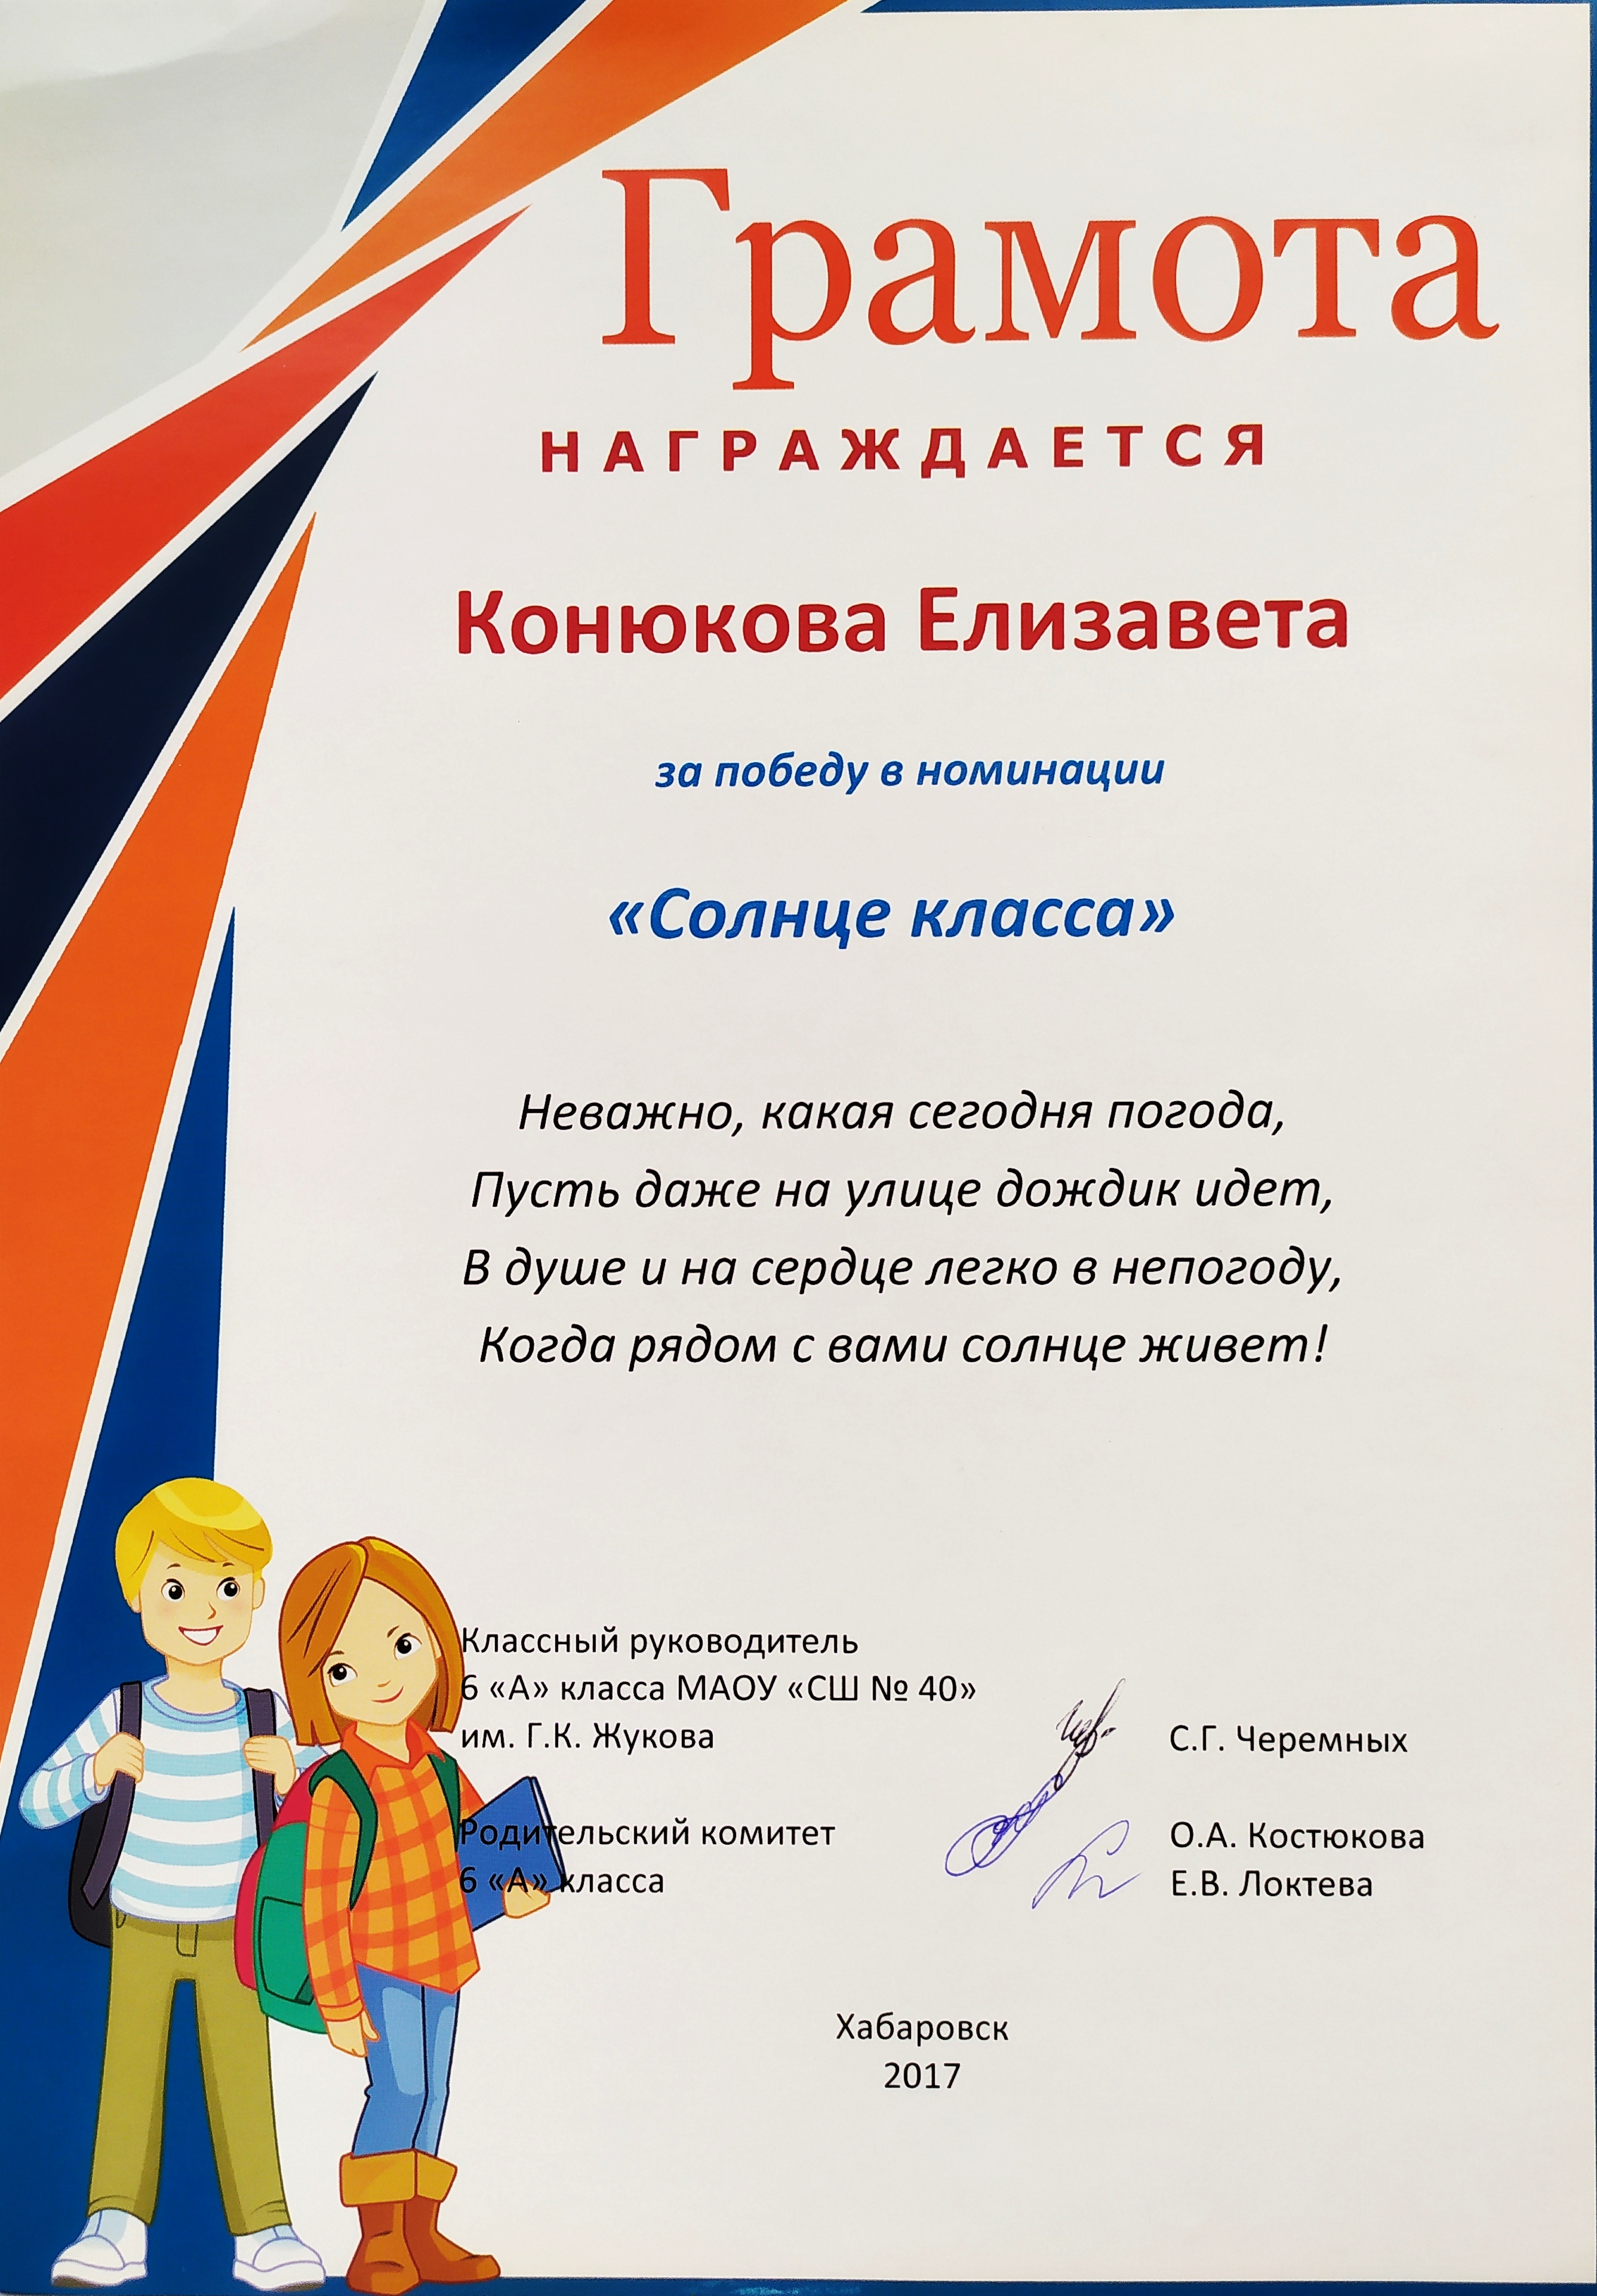 Грамота
НАГРАЖДАЕТСЯ
Конюкова Елизавета
за победу в номинации
«Солнце класса»
Неважно, какая сегодня погода,
Пусть даже на улице дождик идет,
В душе и на сердце легко в непогоду,
Когда рядом с вами солнце живет!
Классный руководитель
6 «А» класса МАОУ «СШ № 40»
им. Г.К. Жукова
С.Г. Черемных
Родительский комитет
О.А. Костюкова
6 «А» класса
Е.В. Локтева
Хабаровск
2017